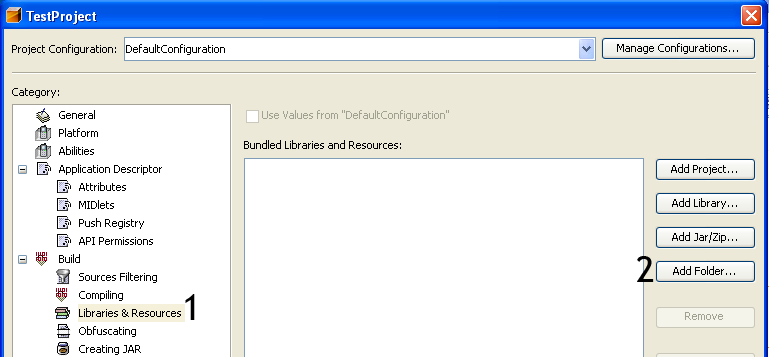 TestProject
Project Configuration: DefaultConfiguration Manage Configurations...
Category:
General
Platform
Abilities
Application Descriptor
Attributes
MIDlets
Push Registry
API Permissions
Build
Sources Filtering
Compiling
Libraries & Resources 1
Obfuscating
Creating JAR
Use Values from "DefaultConfiguration"
Bundled Libraries and Resources:
Add Project...
Add Library...
Add Jar/Zip...
2 Add Folder...
Remove